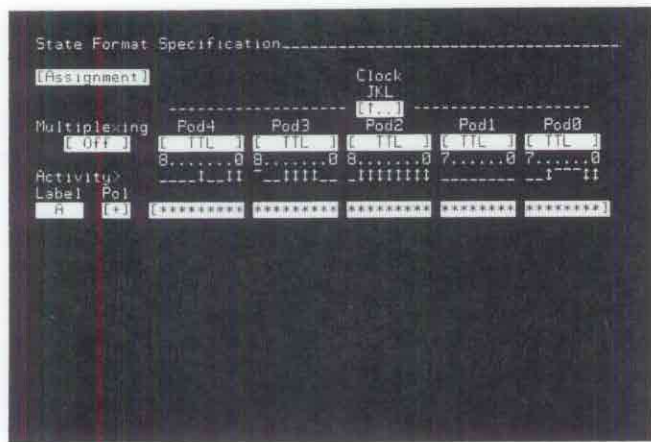 State Format Specification
[Assignment]
Clock
JKL
[↑..]
Multiplexing Pod4 Pod3 Pod2 Pod1 Pod0
[ Off ] [ TTL ] [ TTL ] [ TTL ] [ TTL ] [ TTL ]
8......0 8......0 8......0 7......0 7......0
Activity>
Label Pol
A [+] [********* ********* ********* ******** ********]